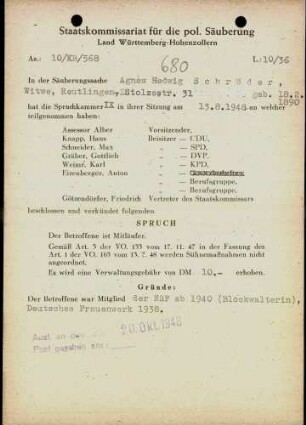 Staatskommissariat für die pol. Säuberung
Land Württemberg-Hohenzollern
Az.: 10/KB/568
L:10/36
680
In der Säuberungssache Agnes Hedwig Schröder,
Witwe, Reutlingen, Stolzestr. 31 geb. 18.2.
1890
hat die Spruchkammer IX in ihrer Sitzung am 13.8.1948 an welcher
teilgenommen haben:
Assessor Alber Vorsitzender,
Knapp, Hans Beisitzer — CDU,
Schneider, Max — SPD,
Gräber, Gottlieb — DVP,
Weimf, Karl — KPD,
Eisenberger, Anton — Gewerkschaften,
— Berufsgruppe,
— Berufsgruppe.
Götzendörfer, Friedrich Vertreter des Staatskommissars
beschlossen und verkündet folgenden
SPRUCH
Der Betroffene ist Mitläufer.
Gemäß Art. 5 der VO. 133 vom 17. 11. 47 in der Fassung des
Art. 1 der VO. 165 vom 13. 7. 48 werden Sühnemaßnahmen nicht
angeordnet.
Es wird eine Verwaltungsgebühr von DM 10,- erhoben.
Gründe:
Der Betroffene war Mitglied der NSF ab 1940 (Blockwalterin),
Deutsches Frauenwerk 1938.
20. Okt. 1948
Post gegeben am: